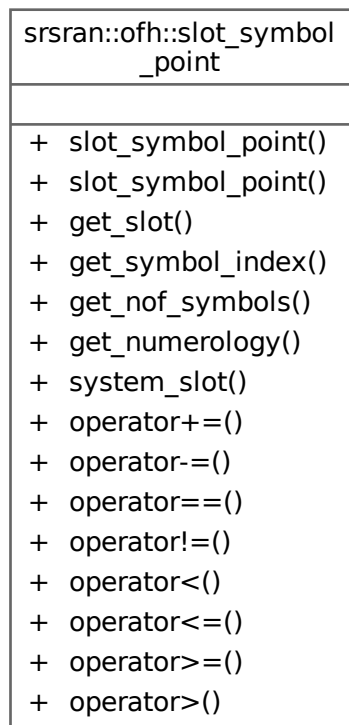 srsran::ofh::slot_symbol
_point
+ slot_symbol_point()
+ slot_symbol_point()
+ get_slot()
+ get_symbol_index()
+ get_nof_symbols()
+ get_numerology()
+ system_slot()
+ operator+=()
+ operator-=()
+ operator==()
+ operator!=()
+ operator<()
+ operator<=()
+ operator>=()
+ operator>()